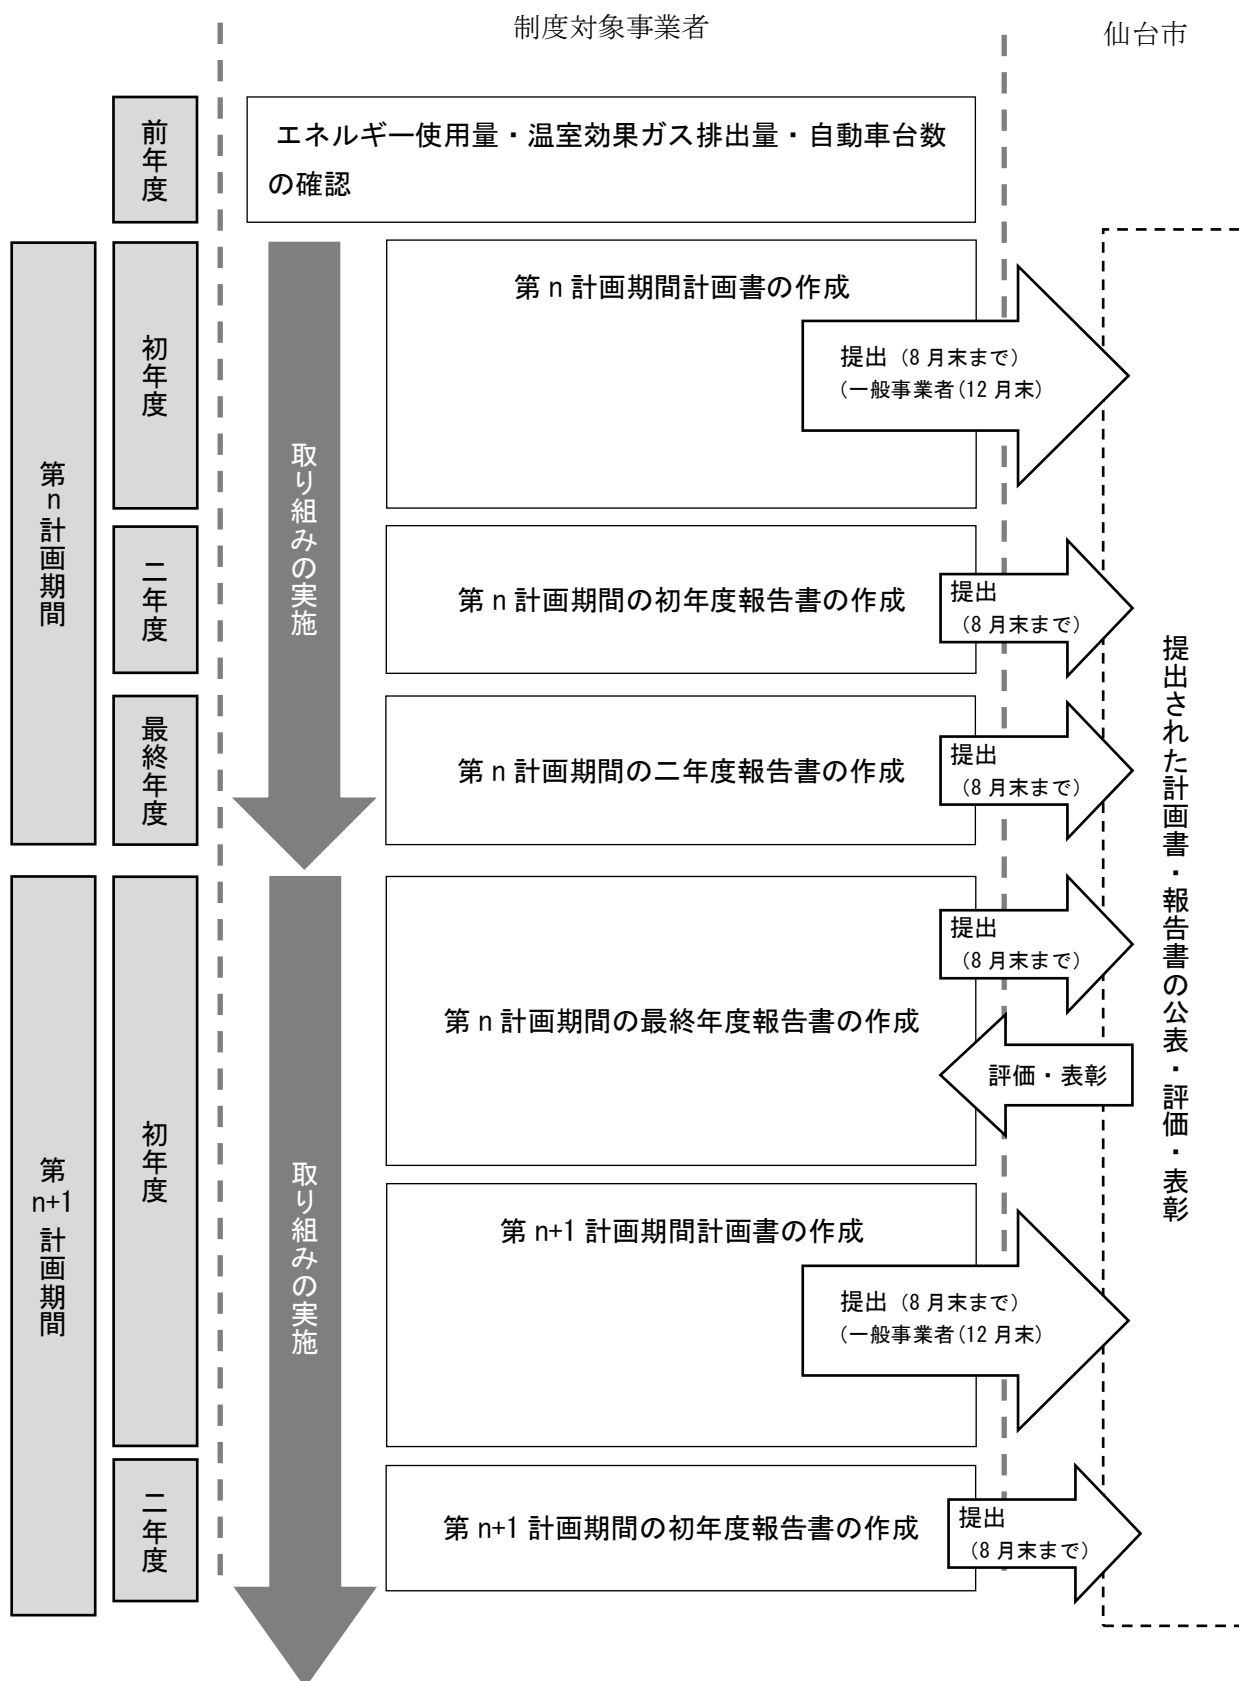 制度対象事業者
仙台市
前年度
エネルギー使用量・温室効果ガス排出量・自動車台数
の確認
第n計画期間
初年度
取り組みの実施
第 n 計画期間計画書の作成
提出（8 月末まで）
（一般事業者(12 月末）
二年度
第 n 計画期間の初年度報告書の作成
提出
（8 月末まで）
最終年度
第 n 計画期間の二年度報告書の作成
提出
（8 月末まで）
提出された計画書・報告書の公表・評価・表彰
第n+1計画期間
初年度
取り組みの実施
第 n 計画期間の最終年度報告書の作成
提出
（8 月末まで）
評価・表彰
第 n+1 計画期間計画書の作成
提出（8 月末まで）
（一般事業者(12 月末）
二年度
第 n+1 計画期間の初年度報告書の作成
提出
（8 月末まで）